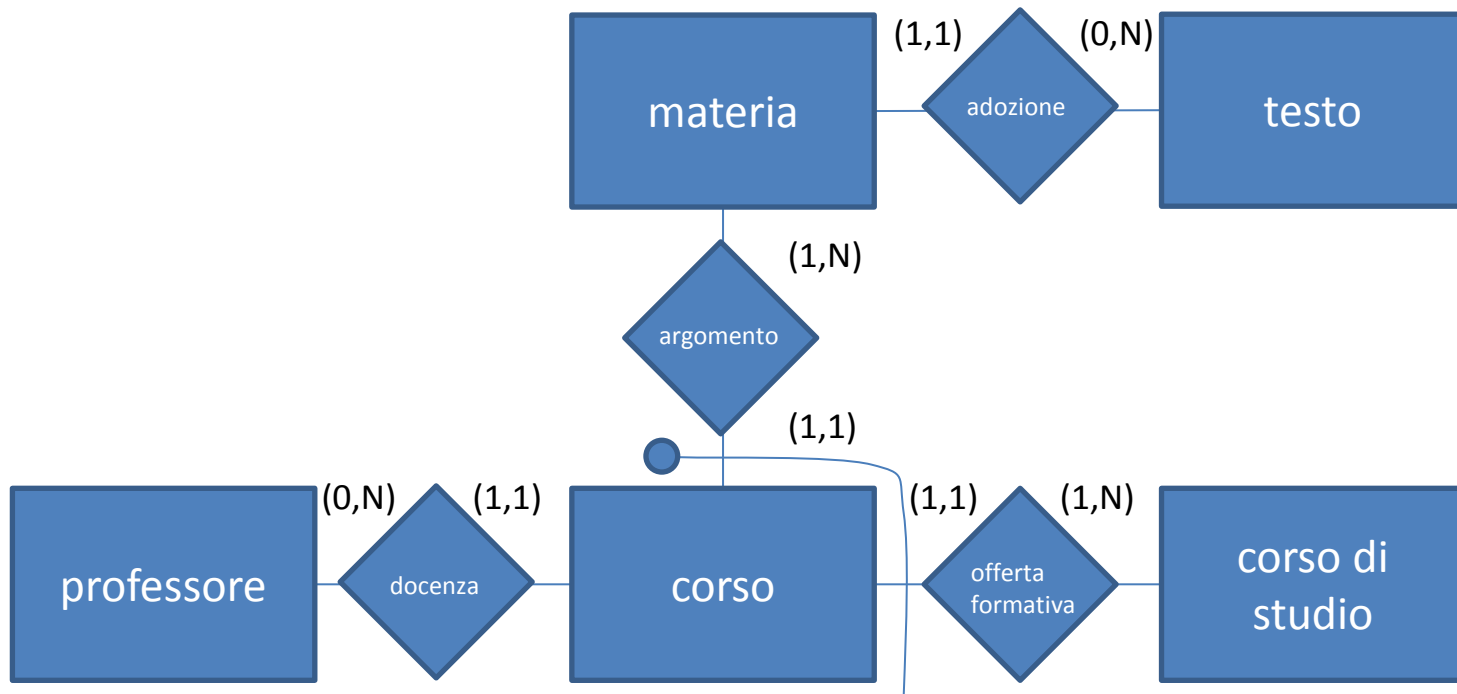 (1,1)
(0,N)
materia
adozione
testo
(1,N)
argomento
(1,1)
(0,N)
(1,1)
(1,1)
(1,N)
professore
docenza
corso
offerta
formativa
corso di
studio